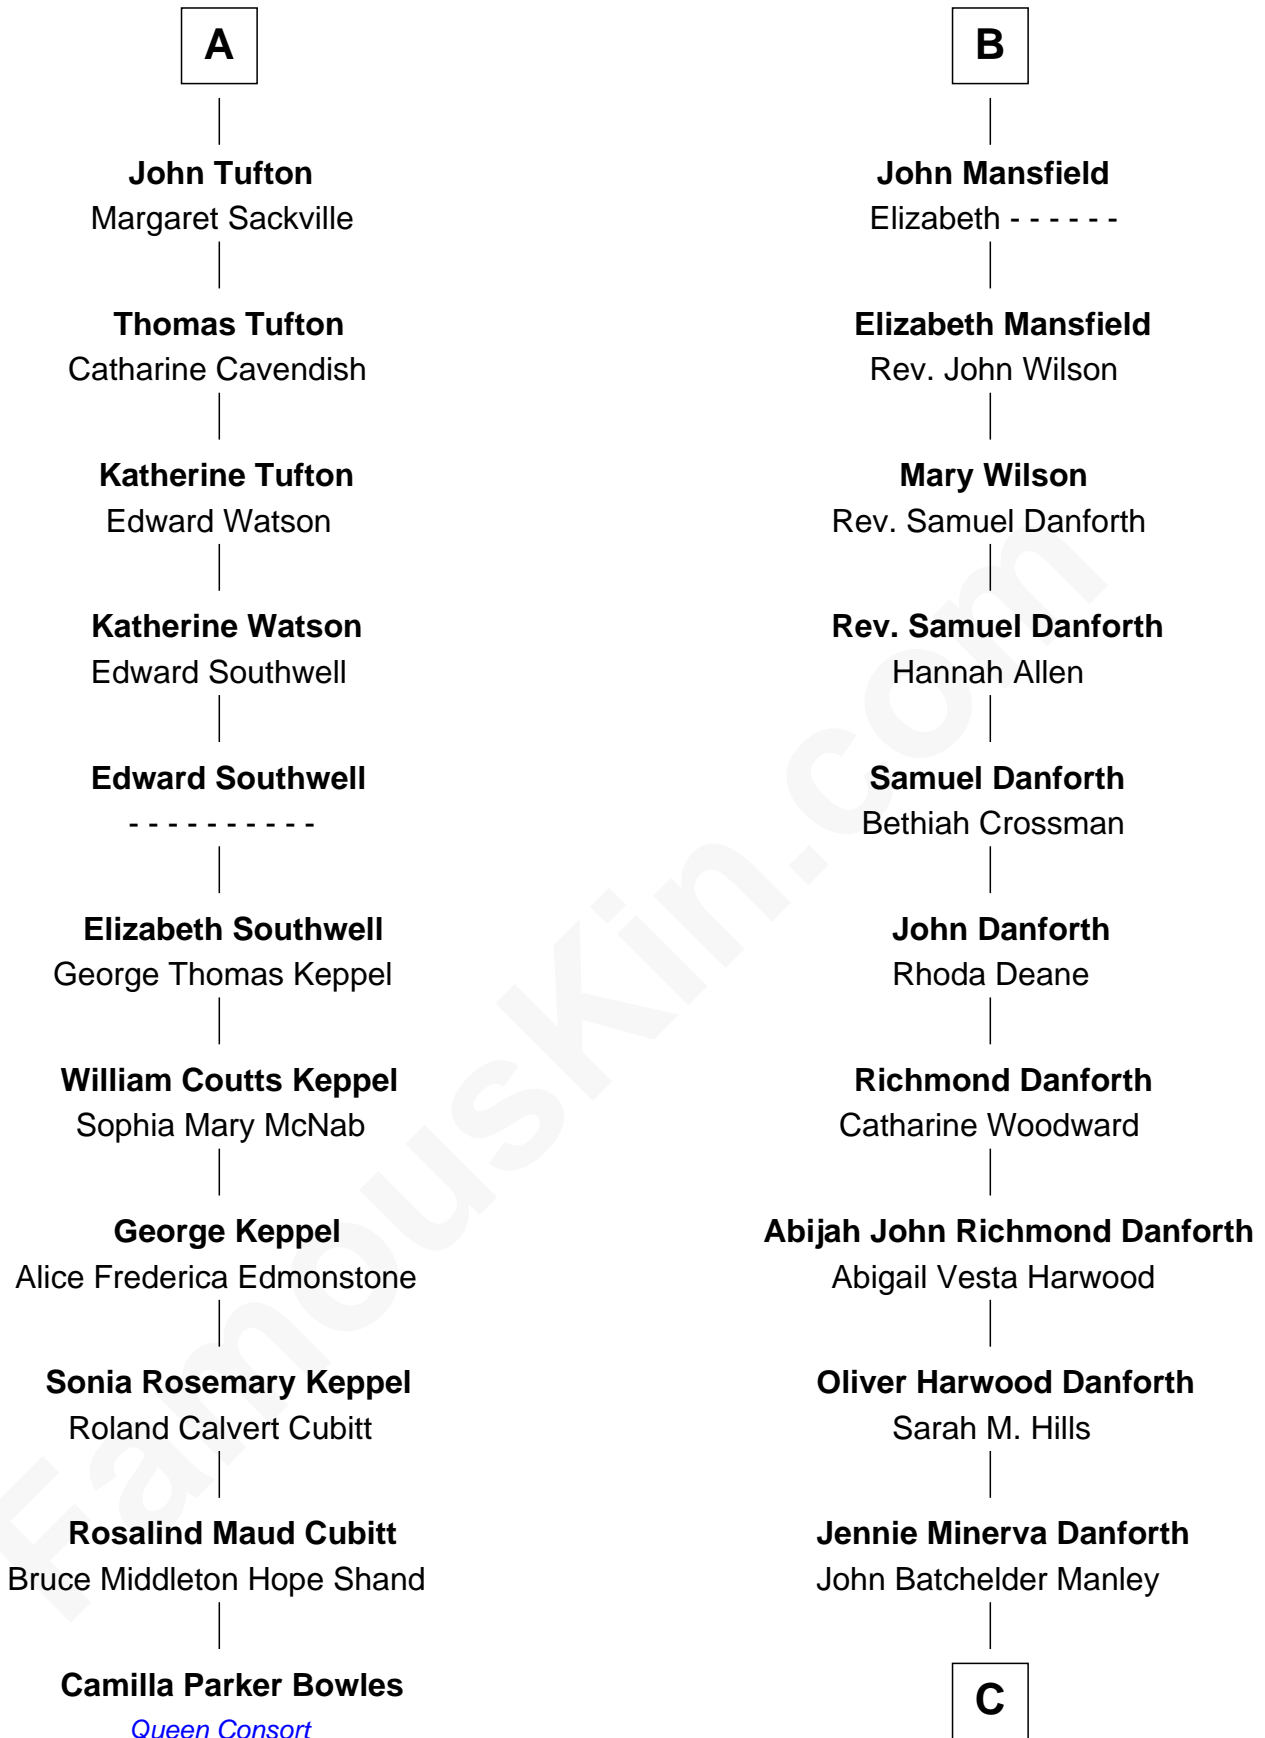 A
John Tufton
Margaret Sackville
Thomas Tufton
Catharine Cavendish
Katherine Tufton
Edward Watson
Katherine Watson
Edward Southwell
Edward Southwell
- - - - - - - - - -
Elizabeth Southwell
George Thomas Keppel
William Coutts Keppel
Sophia Mary McNab
George Keppel
Alice Frederica Edmonstone
Sonia Rosemary Keppel
Roland Calvert Cubitt
Rosalind Maud Cubitt
Bruce Middleton Hope Shand
Camilla Parker Bowles
Queen Consort
B
John Mansfield
Elizabeth - - - - - -
Elizabeth Mansfield
Rev. John Wilson
Mary Wilson
Rev. Samuel Danforth
Rev. Samuel Danforth
Hannah Allen
Samuel Danforth
Bethiah Crossman
John Danforth
Rhoda Deane
Richmond Danforth
Catharine Woodward
Abijah John Richmond Danforth
Abigail Vesta Harwood
Oliver Harwood Danforth
Sarah M. Hills
Jennie Minerva Danforth
John Batchelder Manley
C
FamousKin.com